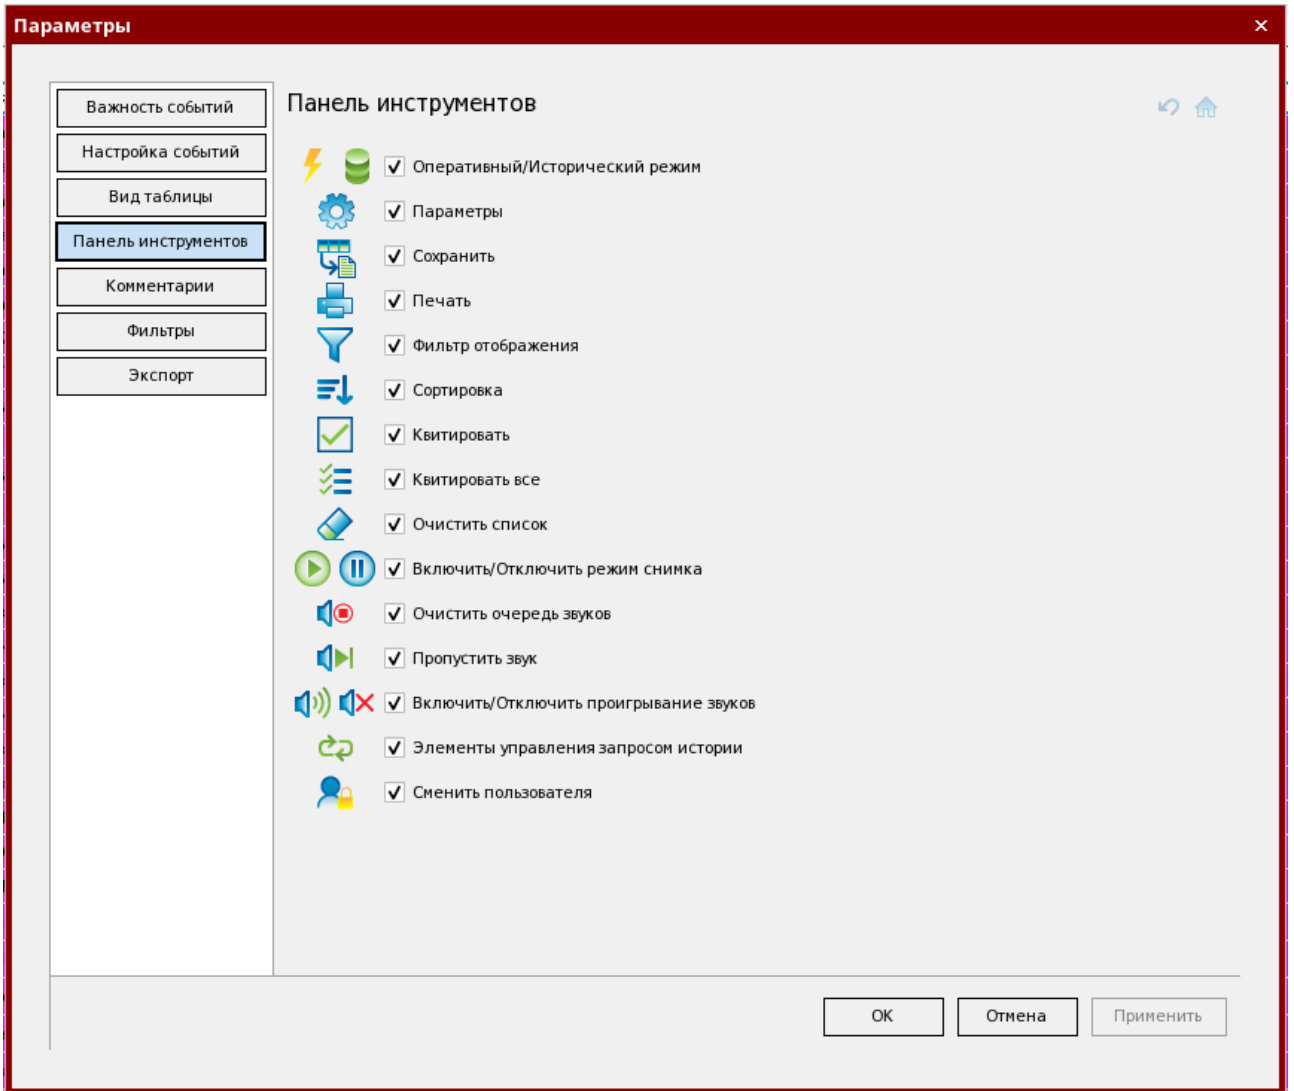 Параметры
Важность событий
Настройка событий
Вид таблицы
Панель инструментов
Комментарии
Фильтры
Экспорт
Панель инструментов
Оперативный/Исторический режим
Параметры
Сохранить
Печать
Фильтр отображения
Сортировка
Квитировать
Квитировать все
Очистить список
Включить/Отключить режим снимка
Очистить очередь звуков
Пропустить звук
Включить/Отключить проигрывание звуков
Элементы управления запросом истории
Сменить пользователя
ОК
Отмена
Применить